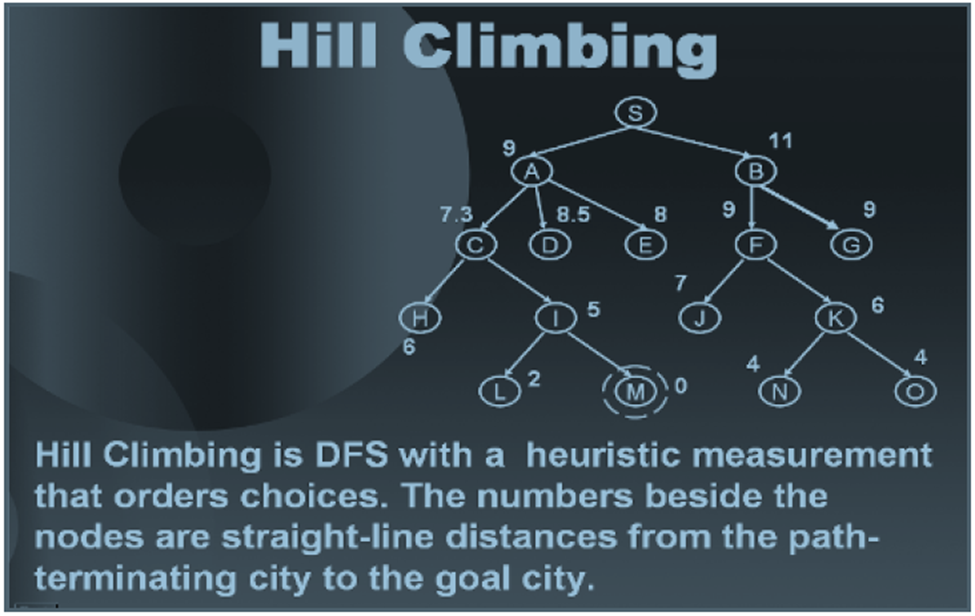 Hill Climbing
S
9
11
A
B
7.3
8.5
8
9
9
C
D
E
F
G
7
H
I
5
J
K
6
6
4
4
L
2
M
0
N
O
Hill Climbing is DFS with a heuristic measurement
that orders choices. The numbers beside the
nodes are straight-line distances from the path-
terminating city to the goal city.